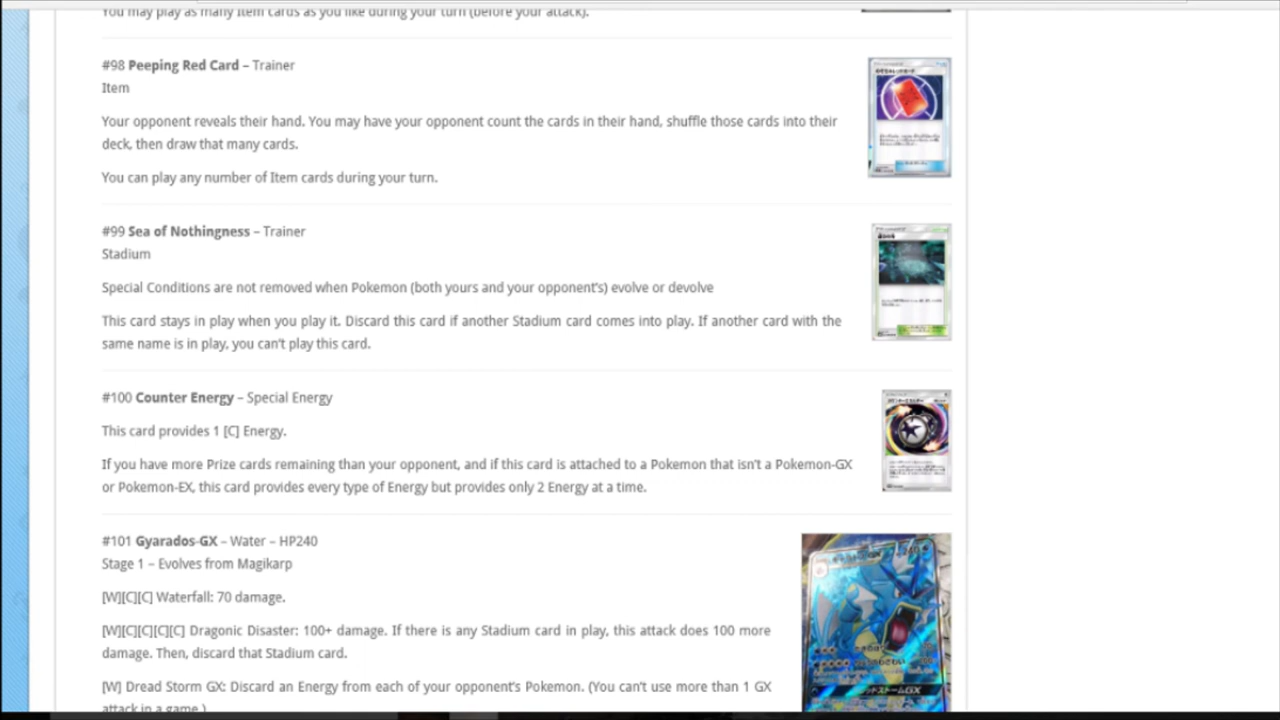 You may play as many Item cards as you like during your turn (before your attack).
#98 Peeping Red Card – Trainer
Item
Your opponent reveals their hand. You may have your opponent count the cards in their hand, shuffle those cards into their
deck, then draw that many cards.
You can play any number of Item cards during your turn.
#99 Sea of Nothingness – Trainer
Stadium
Special Conditions are not removed when Pokemon (both yours and your opponent's) evolve or devolve
This card stays in play when you play it. Discard this card if another Stadium card comes into play. If another card with the
same name is in play, you can't play this card.
#100 Counter Energy – Special Energy
This card provides 1 [C] Energy.
If you have more Prize cards remaining than your opponent, and if this card is attached to a Pokemon that isn't a Pokemon-GX
or Pokemon-EX, this card provides every type of Energy but provides only 2 Energy at a time.
#101 Gyarados-GX – Water – HP240
Stage 1 – Evolves from Magikarp
[W][C][C] Waterfall: 70 damage.
[W][C][C][C][C] Dragonic Disaster: 100+ damage. If there is any Stadium card in play, this attack does 100 more
damage. Then, discard that Stadium card.
[W] Dread Storm GX: Discard an Energy from each of your opponent's Pokemon. (You can't use more than 1 GX
attack in a game.)